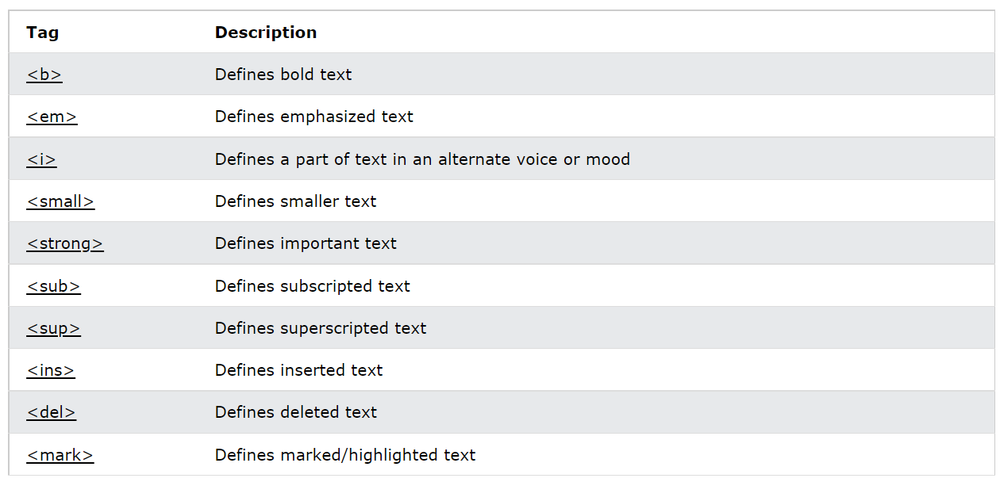 Tag Description
<b> Defines bold text
<em> Defines emphasized text
<i> Defines a part of text in an alternate voice or mood
<small> Defines smaller text
<strong> Defines important text
<sub> Defines subscripted text
<sup> Defines superscripted text
<ins> Defines inserted text
<del> Defines deleted text
<mark> Defines marked/highlighted text